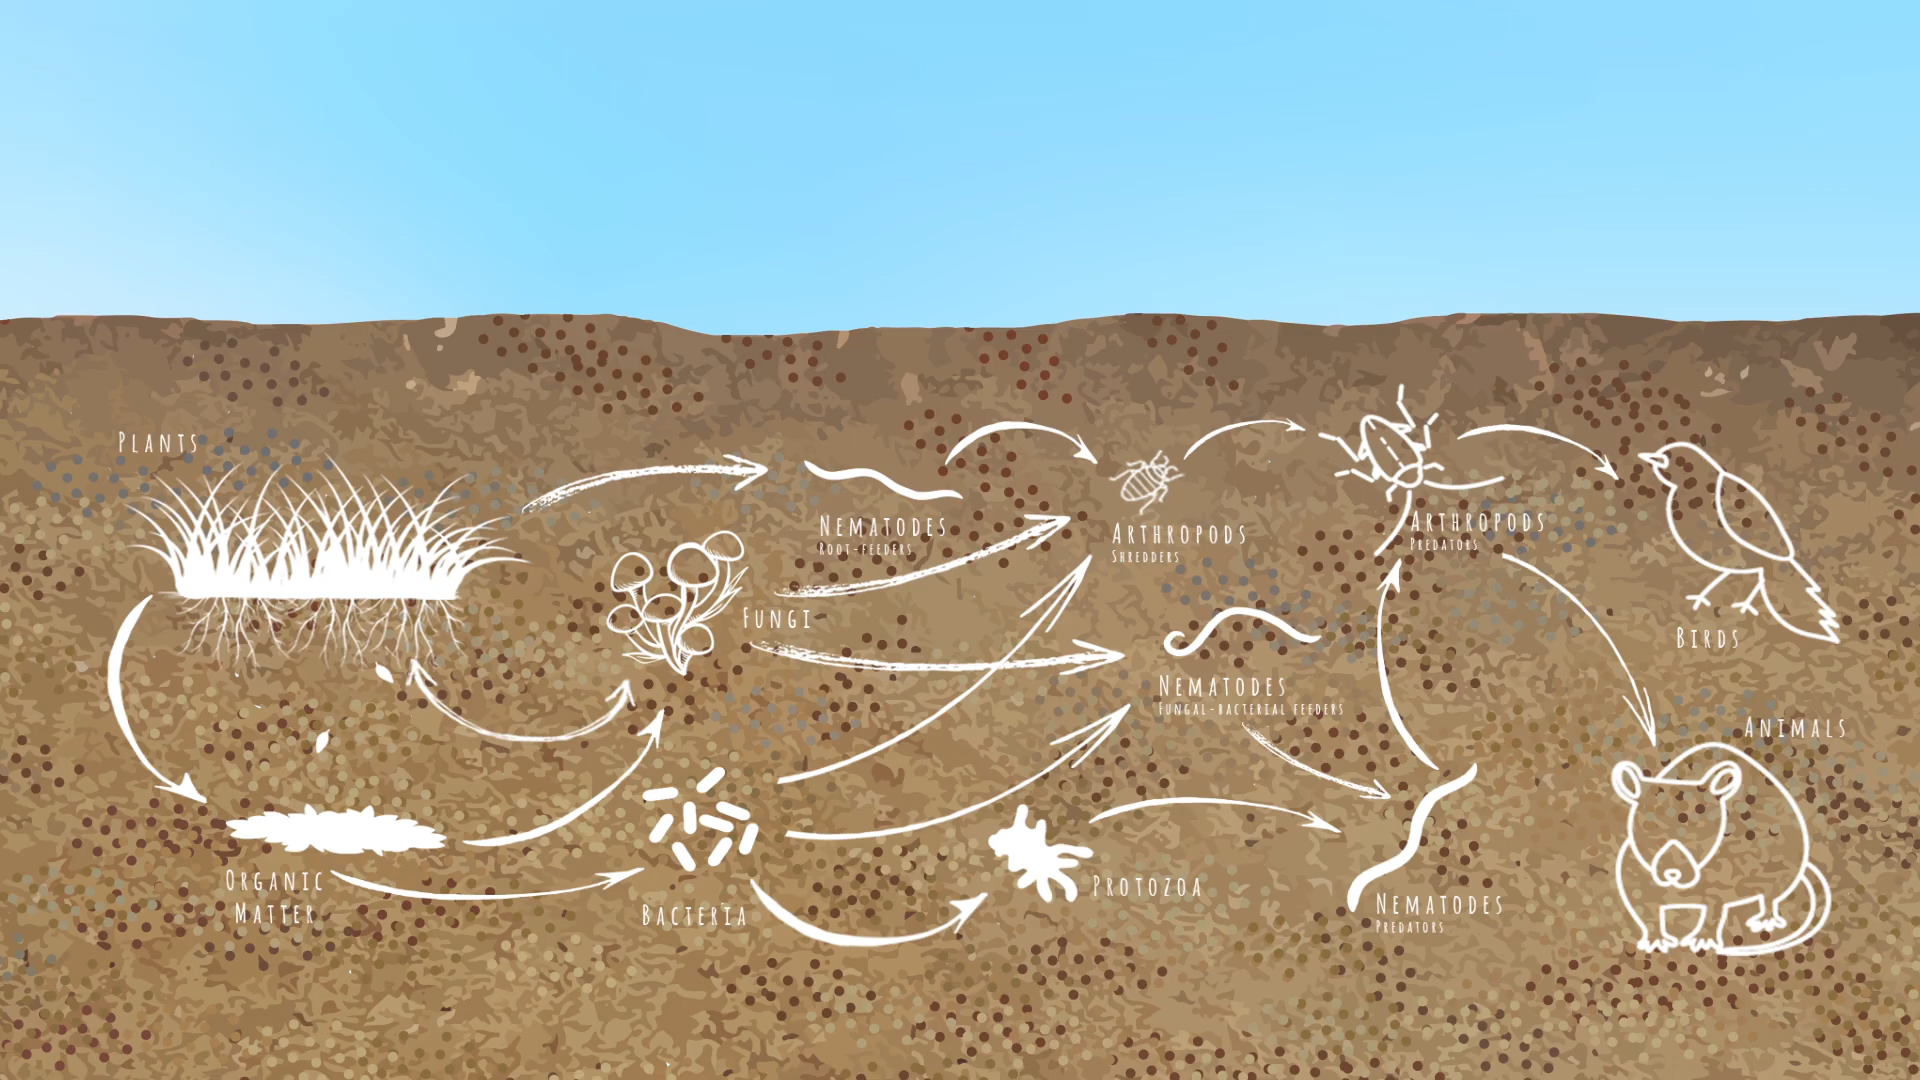 Plants
Nematodes
Root-feeders
Fungi
Arthropods
Shredders
Arthropods
Predators
Birds
Nematodes
Fungal-bacterial feeders
Animals
Organic
Matter
Bacteria
Protozoa
Nematodes
Predators